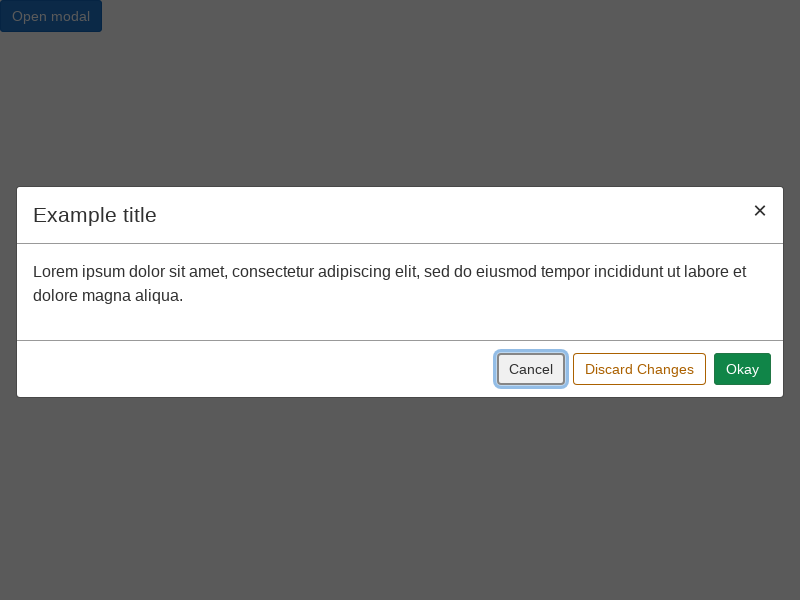 Open modal
Example title
×
Lorem ipsum dolor sit amet, consectetur adipiscing elit, sed do eiusmod tempor incididunt ut labore et
dolore magna aliqua.
Cancel Discard Changes Okay